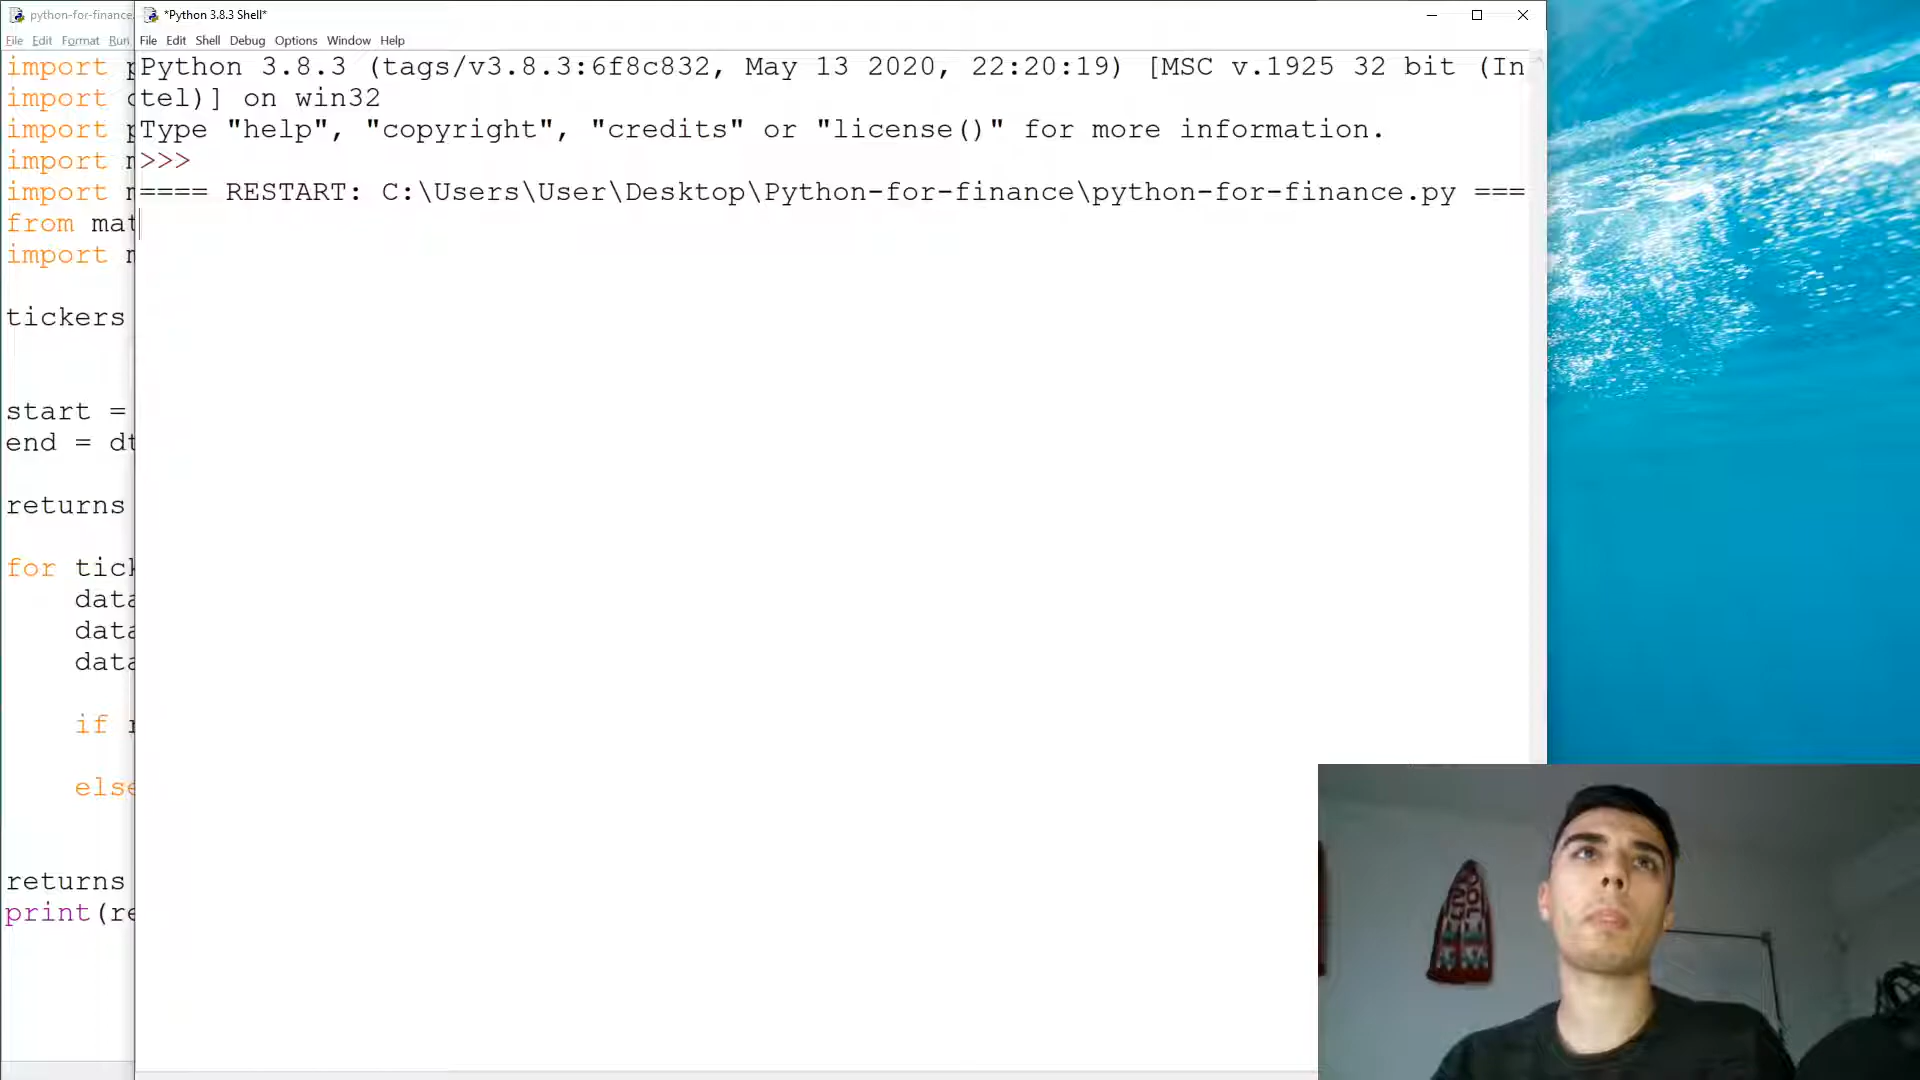 python-for-finance.
*Python 3.8.3 Shell*
File Edit Format Run
File Edit Shell Debug Options Window Help
import p
import d
import p
import n
import m
from mat
import m
tickers
start =
end = dt
returns
for tick
data
data
data
if n
else
returns
print(re
Python 3.8.3 (tags/v3.8.3:6f8c832, May 13 2020, 22:20:19) [MSC v.1925 32 bit (In
tel)] on win32
Type "help", "copyright", "credits" or "license()" for more information.
>>>
==== RESTART: C:\Users\User\Desktop\Python-for-finance\python-for-finance.py ===